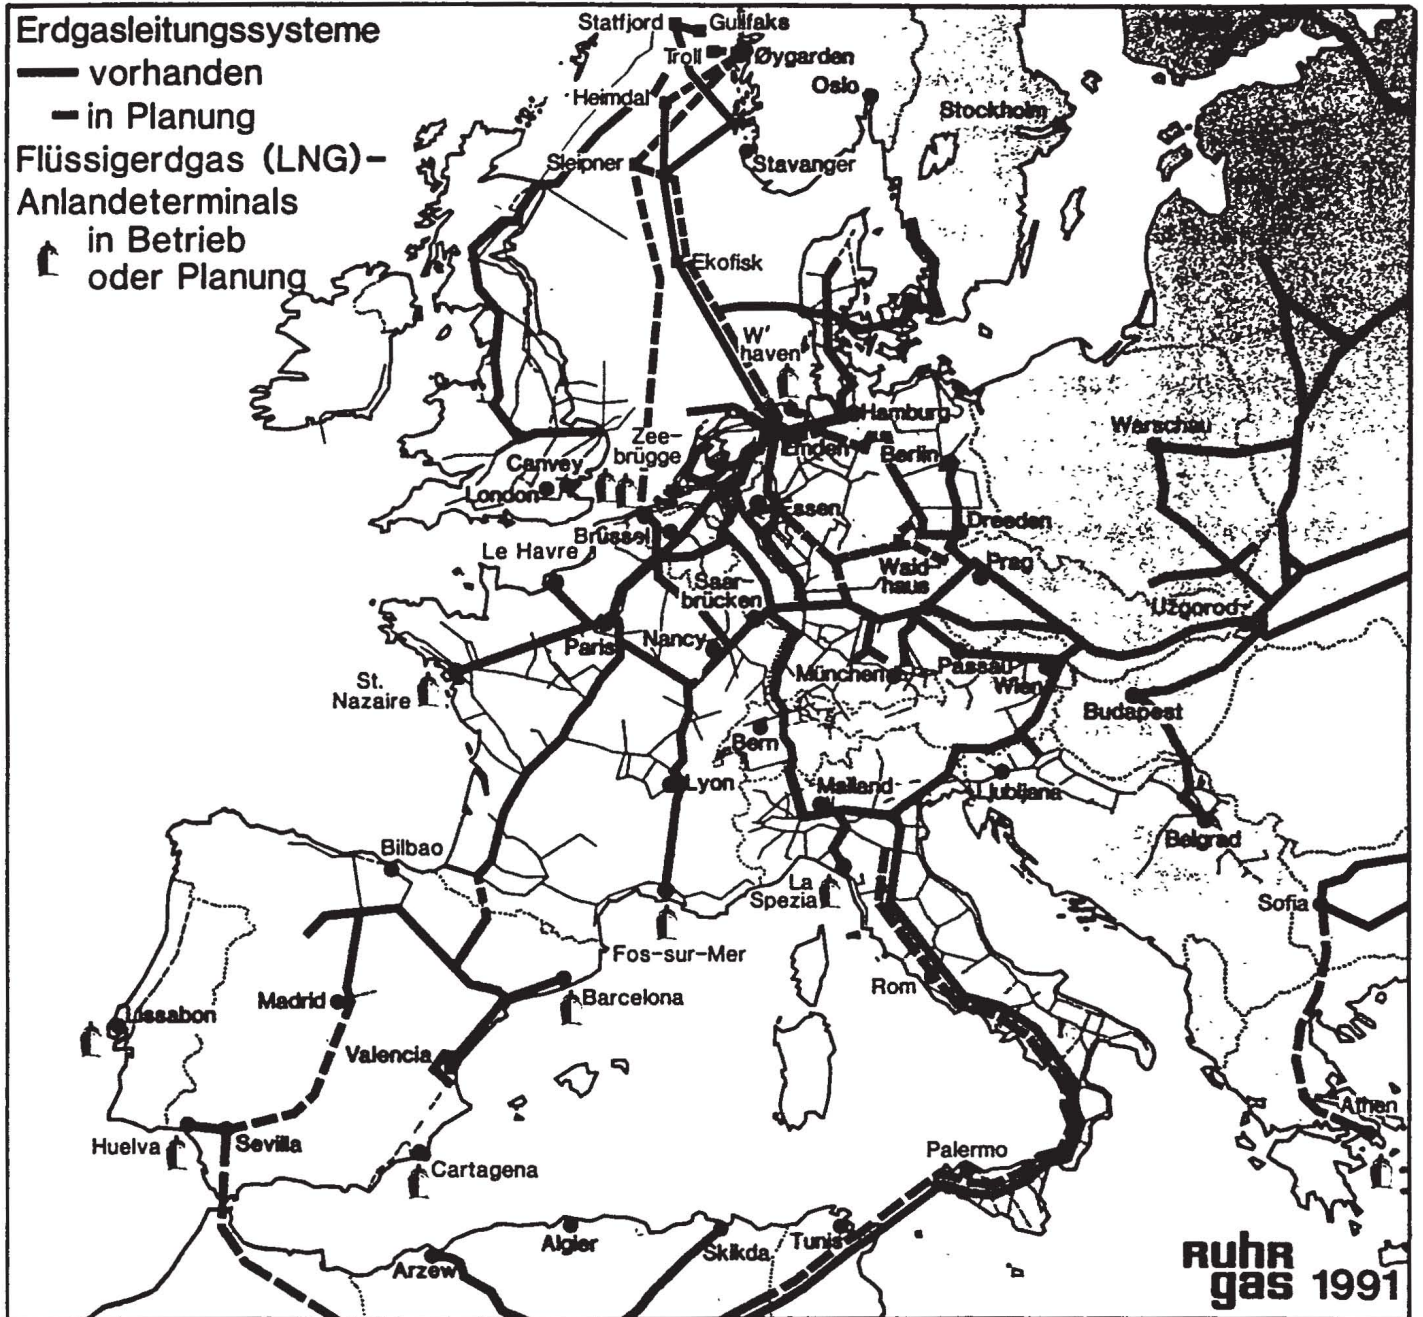 Erdgasleitungssysteme
vorhanden
in Planung
Flüssigerdgas (LNG)-
Anlandeterminals
in Betrieb
oder Planung
Statfjord
Gullfaks
Troll
Øygarden
Heimdal
Oslo
Stockholm
Sleipner
Stavanger
Ekofisk
W'
haven
Hamburg
Warschau
Zee-
brügge
Emden
Berlin
Canvey
London
Essen
Dresden
Brüssel
Le Havre
Wald
haus
Prag
Saar-
brücken
Uzgorod
Paris
Nancy
St.
Nazaire
München
Passau
Wien
Budapest
Bern
Lyon
Mailand
Ljubljana
Belgrad
Bilbao
La
Spezia
Sofia
Fos-sur-Mer
Madrid
Barcelona
Rom
Lissabon
Valencia
Athen
Huelva
Sevilla
Palermo
Cartagena
Algier
Skikda
Tunis
Arzew
RUHR
gas 1991